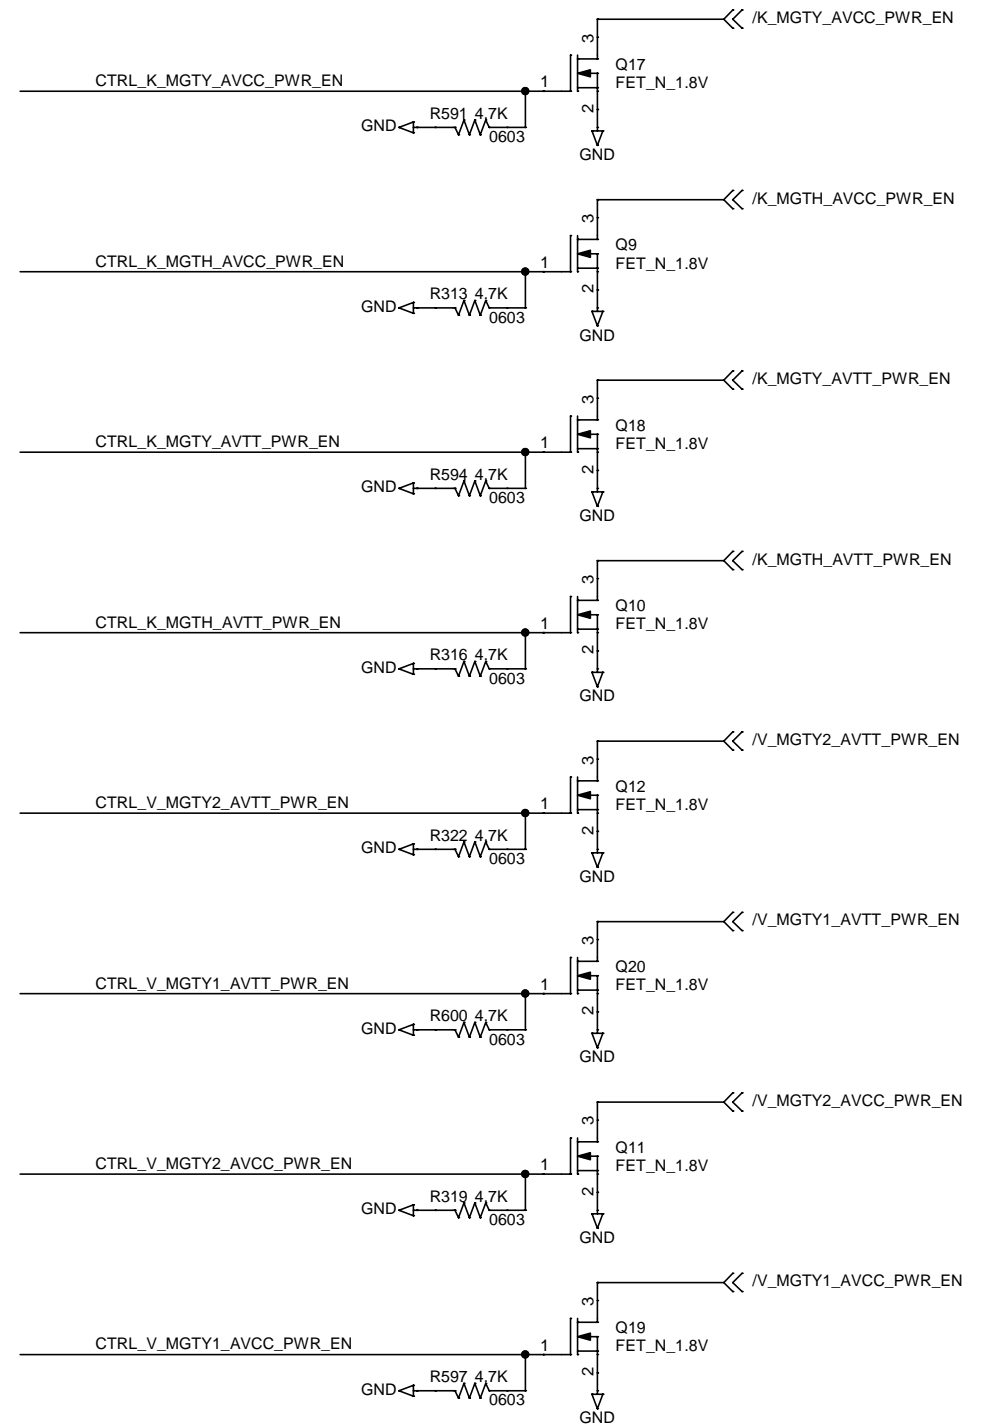 /K_MGTY_AVCC_PWR_EN
3
Q17
CTRL_K_MGTY_AVCC_PWR_EN 1 FET_N_1.8V
R591 4.7K 2
GND 0603
GND
/K_MGTH_AVCC_PWR_EN
3
Q9
CTRL_K_MGTH_AVCC_PWR_EN 1 FET_N_1.8V
R313 4.7K 2
GND 0603
GND
/K_MGTY_AVTT_PWR_EN
3
Q18
CTRL_K_MGTY_AVTT_PWR_EN 1 FET_N_1.8V
R594 4.7K 2
GND 0603
GND
/K_MGTH_AVTT_PWR_EN
3
Q10
CTRL_K_MGTH_AVTT_PWR_EN 1 FET_N_1.8V
R316 4.7K 2
GND 0603
GND
/V_MGTY2_AVTT_PWR_EN
3
Q12
CTRL_V_MGTY2_AVTT_PWR_EN 1 FET_N_1.8V
R322 4.7K 2
GND 0603
GND
/V_MGTY1_AVTT_PWR_EN
3
Q20
CTRL_V_MGTY1_AVTT_PWR_EN 1 FET_N_1.8V
R600 4.7K 2
GND 0603
GND
/V_MGTY2_AVCC_PWR_EN
3
Q11
CTRL_V_MGTY2_AVCC_PWR_EN 1 FET_N_1.8V
R319 4.7K 2
GND 0603
GND
/V_MGTY1_AVCC_PWR_EN
3
Q19
CTRL_V_MGTY1_AVCC_PWR_EN 1 FET_N_1.8V
R597 4.7K 2
GND 0603
GND